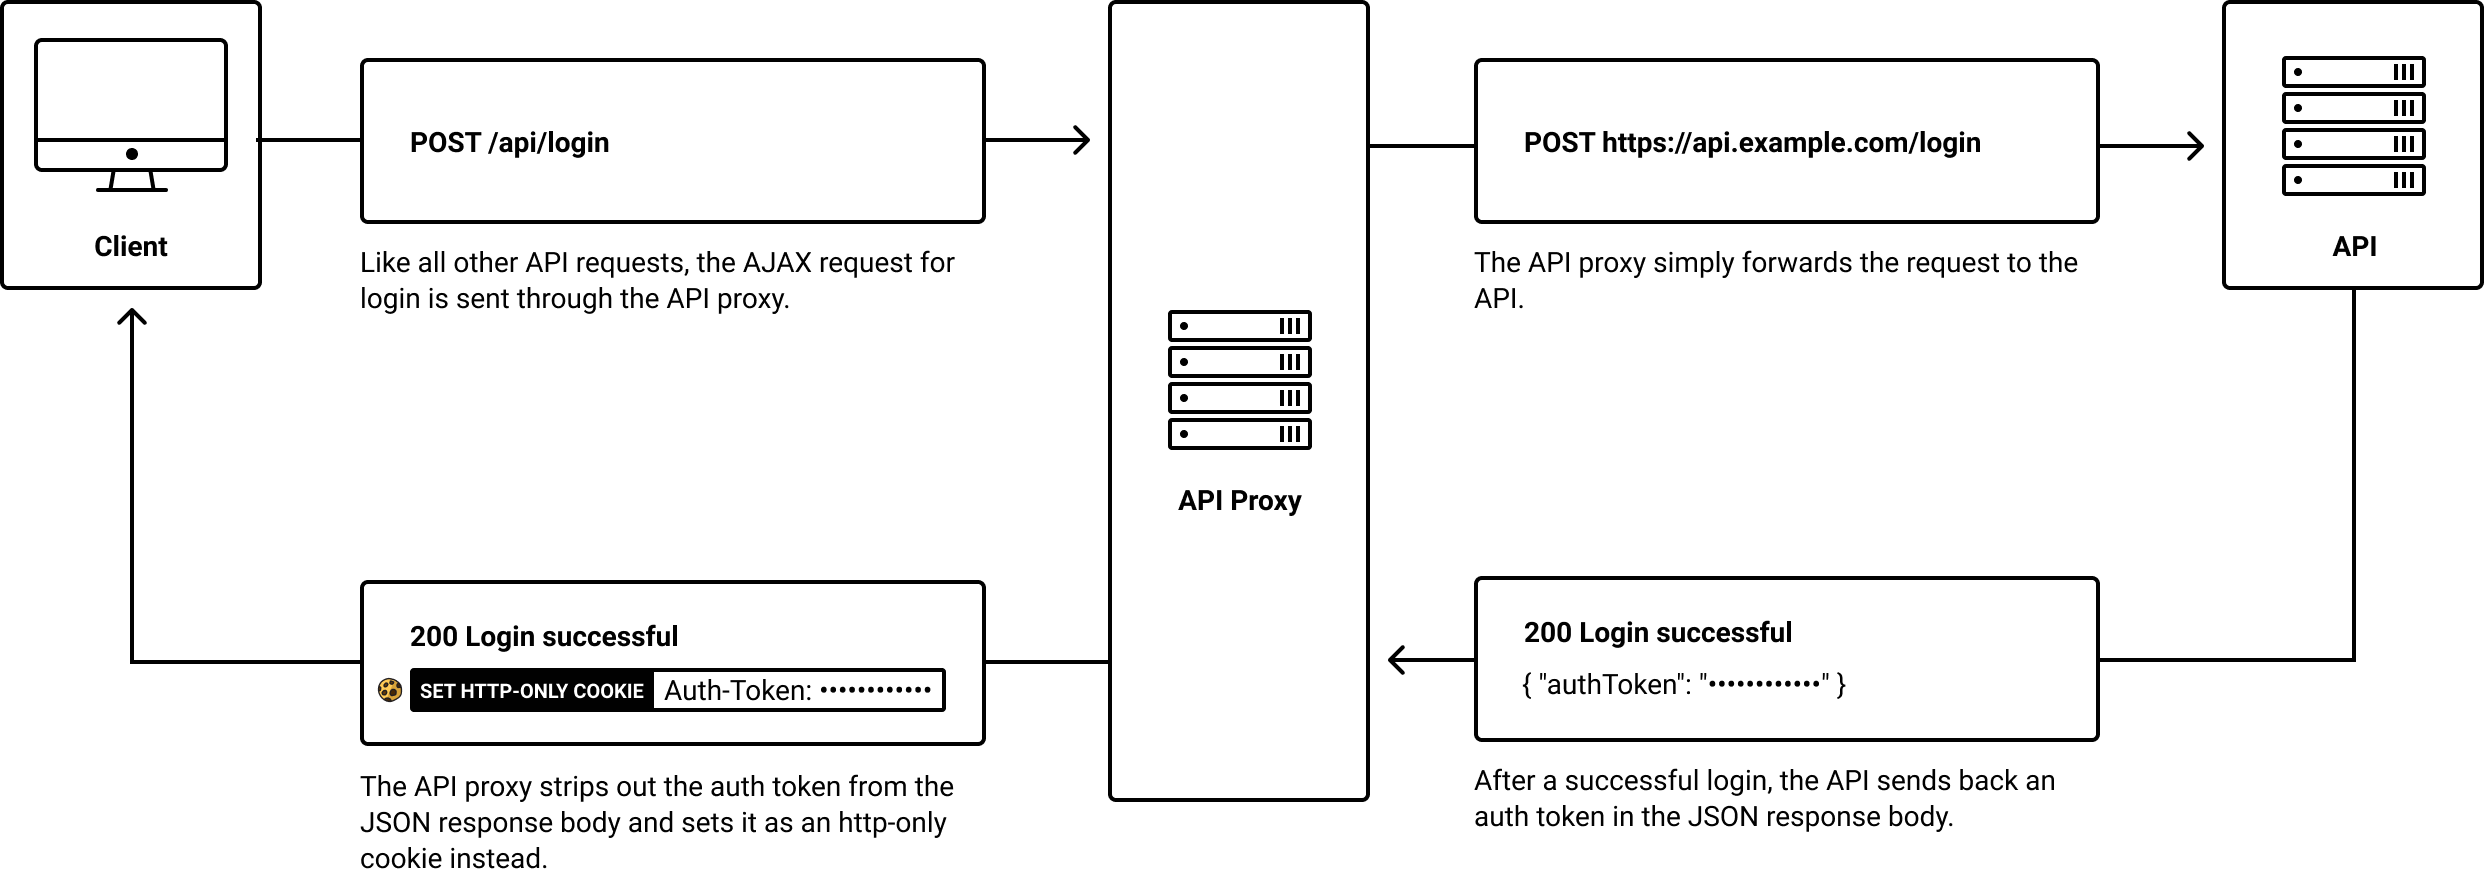 Client
POST /api/login
Like all other API requests, the AJAX request for
login is sent through the API proxy.
API Proxy
POST https://api.example.com/login
The API proxy simply forwards the request to the
API.
API
200 Login successful
{ "authToken": "••••••••••••" }
After a successful login, the API sends back an
auth token in the JSON response body.
200 Login successful
SET HTTP-ONLY COOKIE Auth-Token: ••••••••••••
The API proxy strips out the auth token from the
JSON response body and sets it as an http-only
cookie instead.